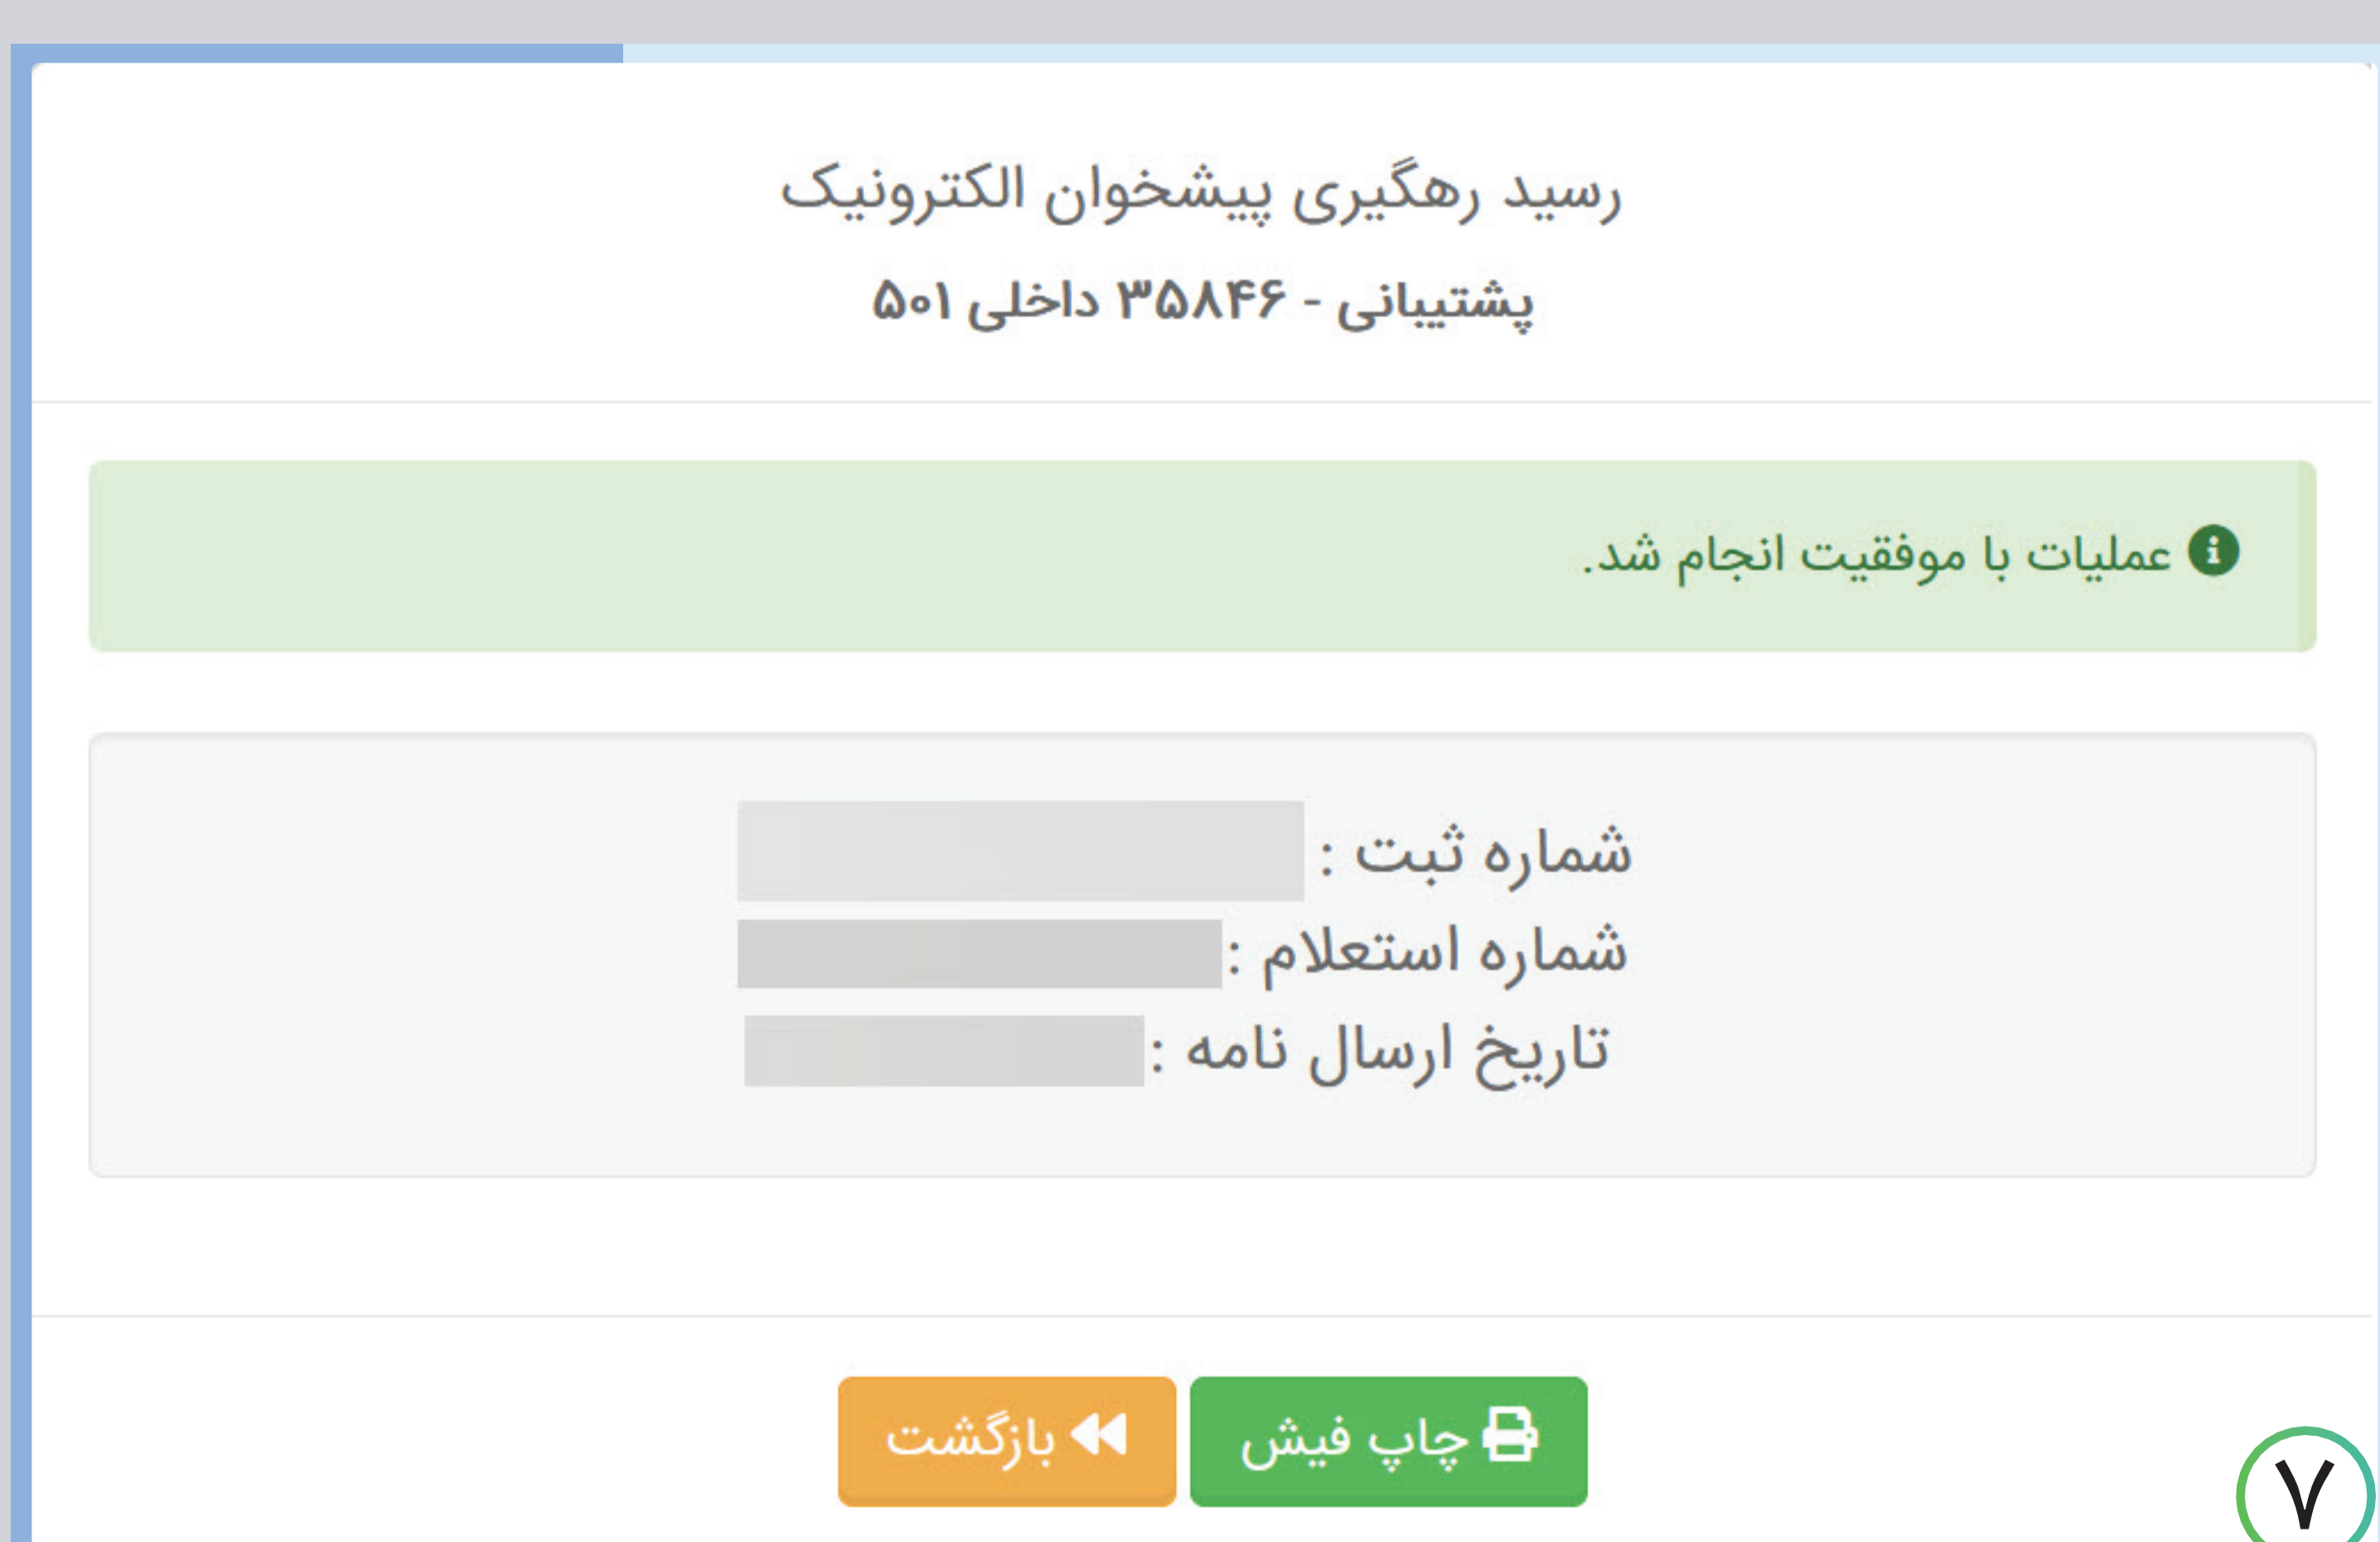 رسید رهگیری پیشخوان الکترونیک
پشتیبانی - ۳۵۸۴۶ داخلی ۵۰۱
عملیات با موفقیت انجام شد.
شماره ثبت :
شماره استعلام :
تاریخ ارسال نامه :
چاپ فیش
بازگشت
۷